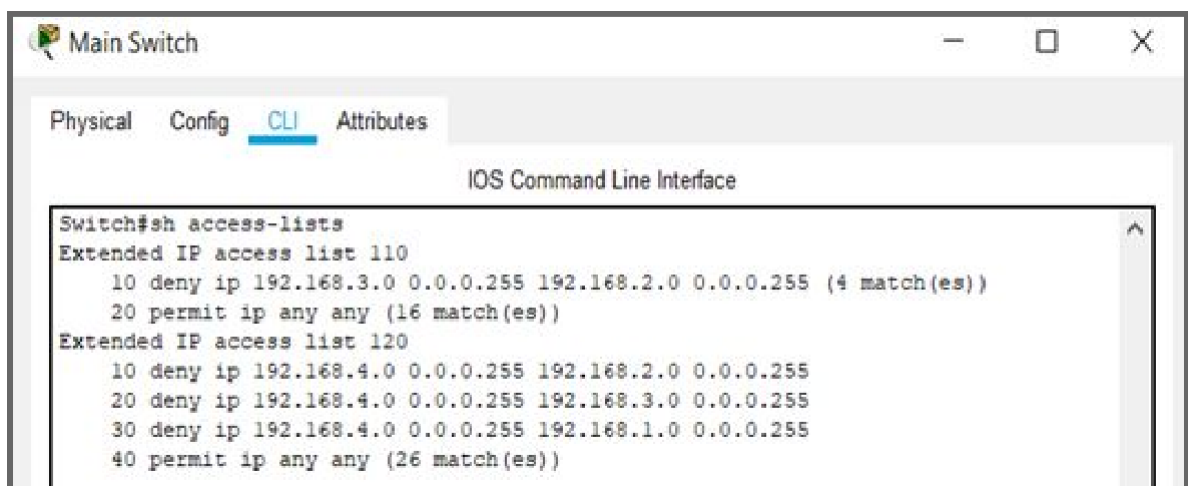 Main Switch
Physical Config CLI Attributes
IOS Command Line Interface
Switch#sh access-lists
Extended IP access list 110
10 deny ip 192.168.3.0 0.0.0.255 192.168.2.0 0.0.0.255 (4 match(es))
20 permit ip any any (16 match(es))
Extended IP access list 120
10 deny ip 192.168.4.0 0.0.0.255 192.168.2.0 0.0.0.255
20 deny ip 192.168.4.0 0.0.0.255 192.168.3.0 0.0.0.255
30 deny ip 192.168.4.0 0.0.0.255 192.168.1.0 0.0.0.255
40 permit ip any any (26 match(es))